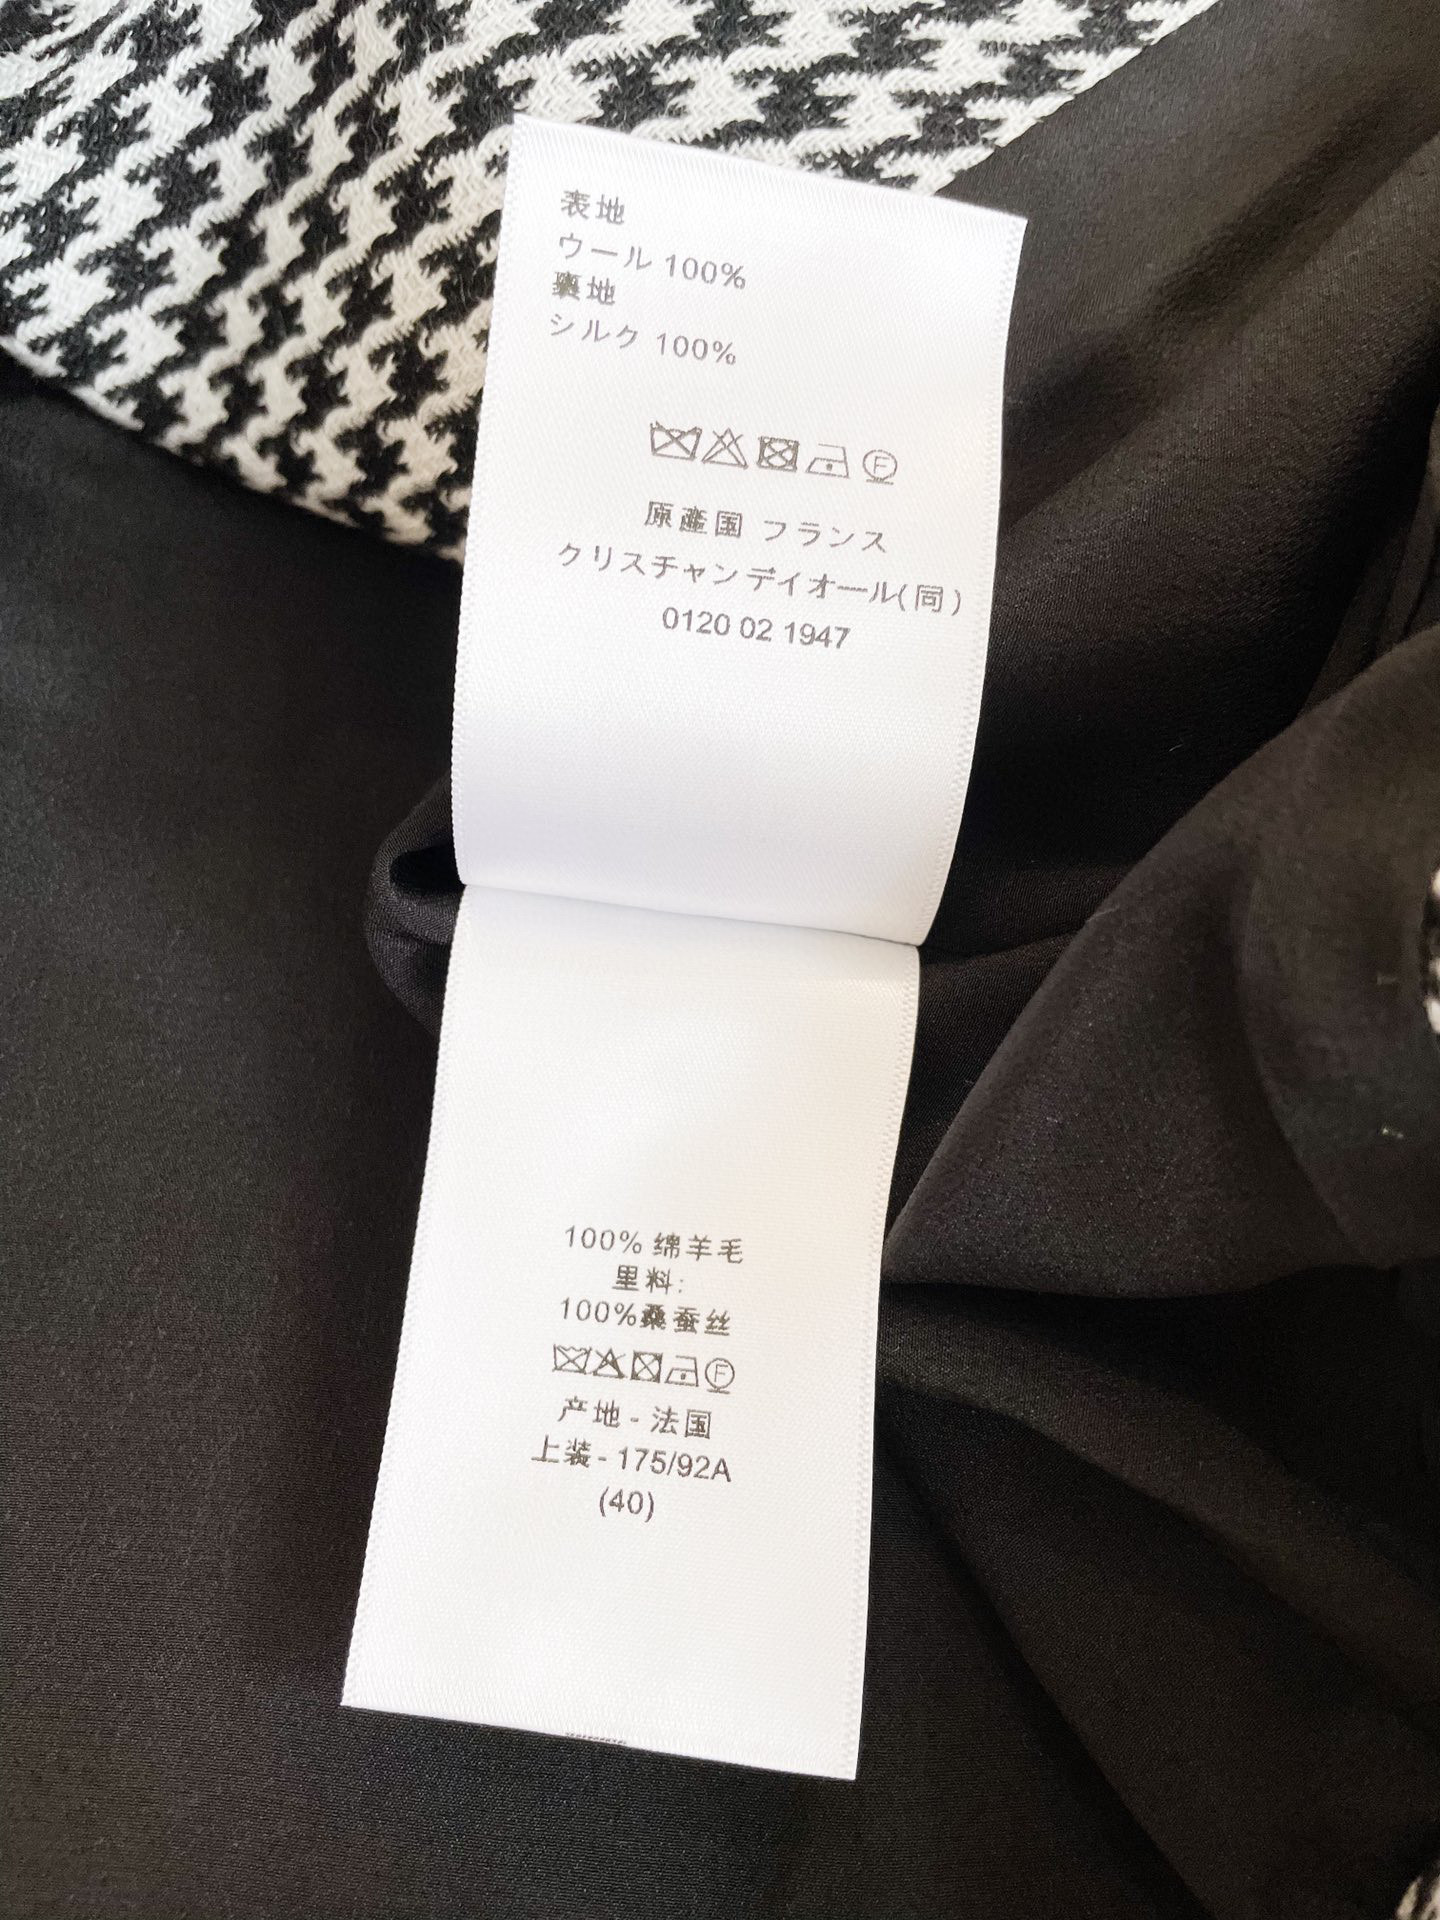 表地
ウール 100%
裏地
シルク 100%
F
原産国 フランス
クリスチャン ディオール(同)
0120 02 1947
100% 绵羊毛
里料:
100%桑蚕丝
F
产地 - 法国
上装 - 175/92A
(40)